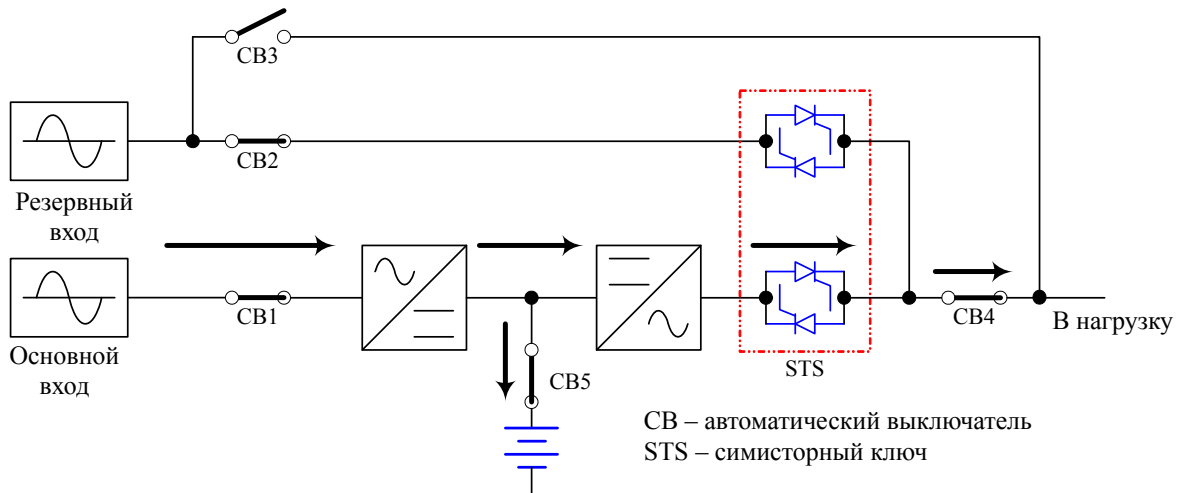 CB3
CB2
Резервный
вход
CB1
Основной
вход
CB5
STS
CB4
В нагрузку
CB – автоматический выключатель
STS – симисторный ключ